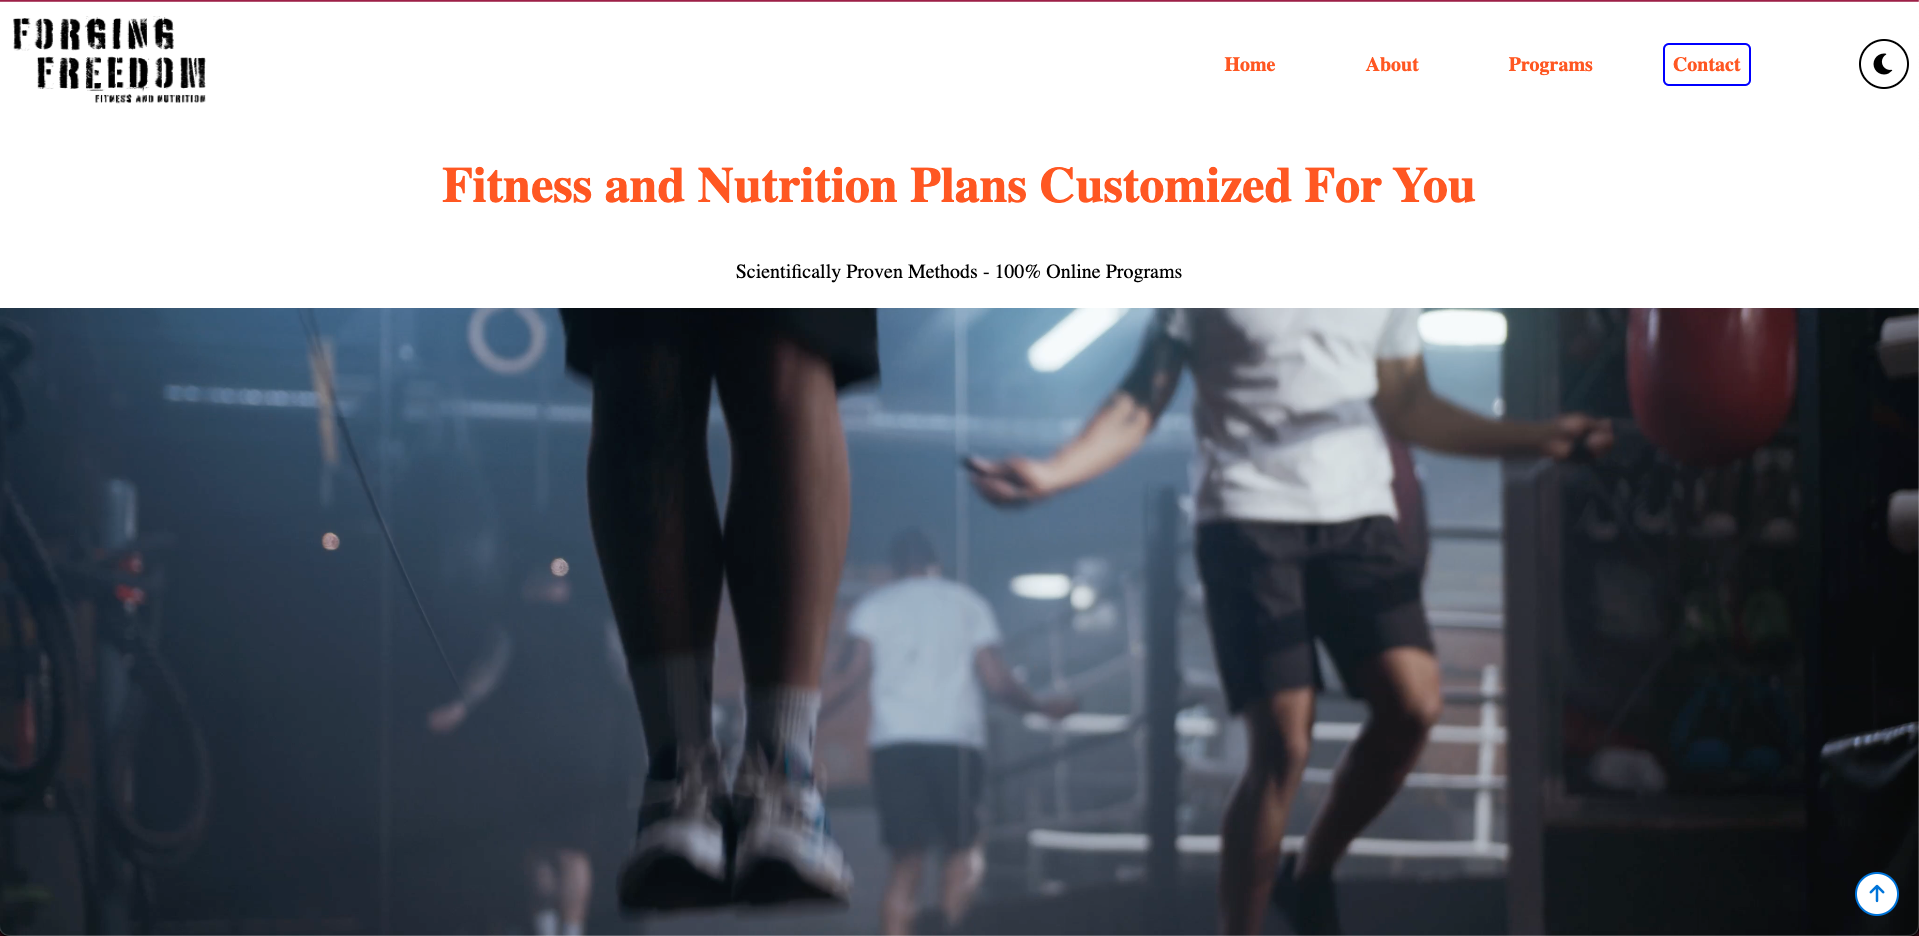 FORGING
FREEDOM
FITNESS AND NUTRITION
Home
About
Programs
Contact
Fitness and Nutrition Plans Customized For You
Scientifically Proven Methods - 100% Online Programs